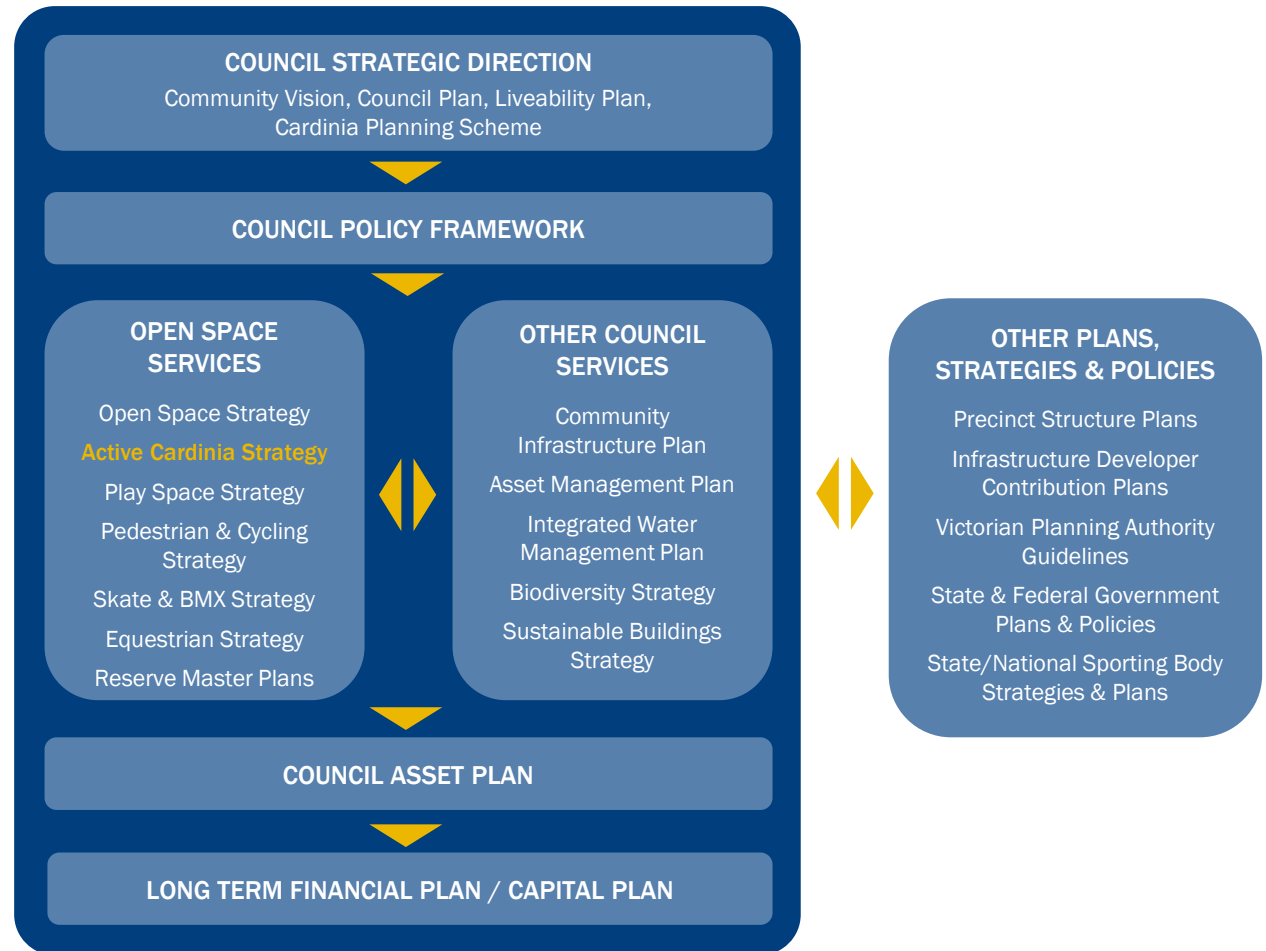 COUNCIL STRATEGIC DIRECTION
Community Vision, Council Plan, Liveability Plan,
Cardinia Planning Scheme
COUNCIL POLICY FRAMEWORK
OPEN SPACE
SERVICES
Open Space Strategy
Active Cardinia Strategy
Play Space Strategy
Pedestrian & Cycling
Strategy
Skate & BMX Strategy
Equestrian Strategy
Reserve Master Plans
OTHER COUNCIL
SERVICES
Community
Infrastructure Plan
Asset Management Plan
Integrated Water
Management Plan
Biodiversity Strategy
Sustainable Buildings
Strategy
OTHER PLANS,
STRATEGIES & POLICIES
Precinct Structure Plans
Infrastructure Developer
Contribution Plans
Victorian Planning Authority
Guidelines
State & Federal Government
Plans & Policies
State/National Sporting Body
Strategies & Plans
COUNCIL ASSET PLAN
LONG TERM FINANCIAL PLAN / CAPITAL PLAN